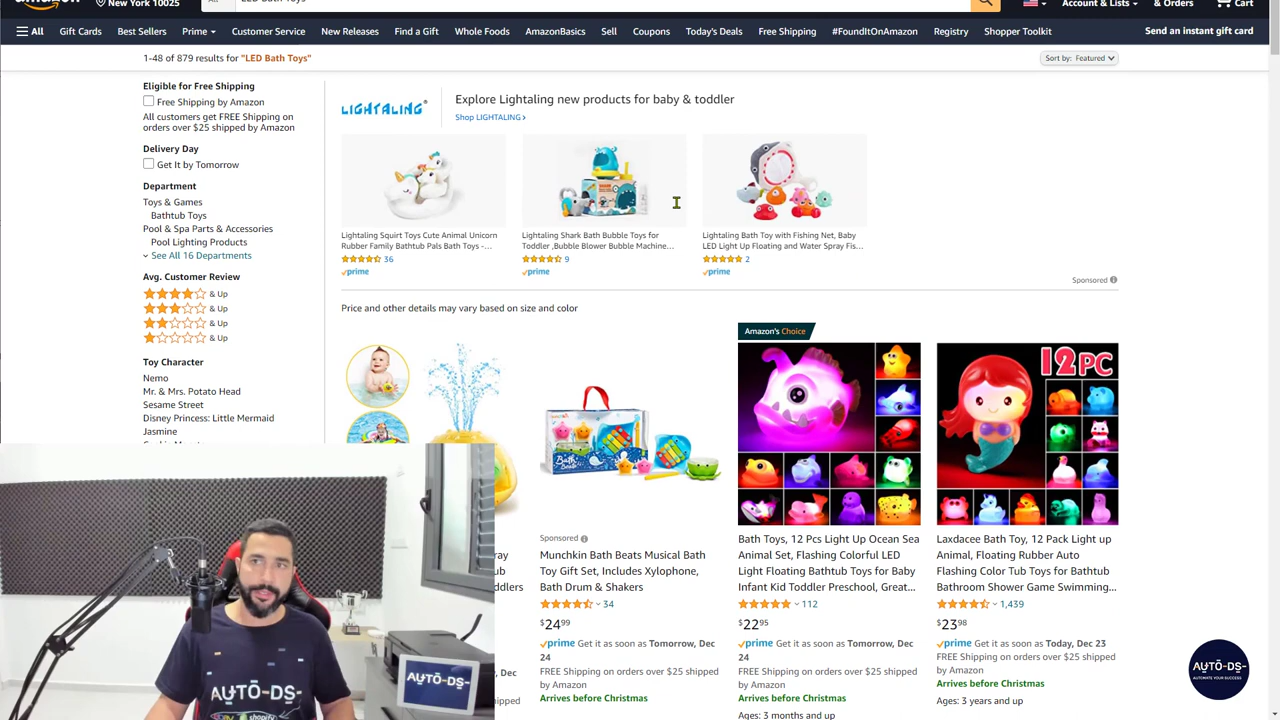 New York 10025
LED Bath Toys
Account & Lists
& Orders
Cart
All
Gift Cards
Best Sellers
Prime
Customer Service
New Releases
Find a Gift
Whole Foods
AmazonBasics
Sell
Coupons
Today's Deals
Free Shipping
#FoundItOnAmazon
Registry
Shopper Toolkit
Send an instant gift card
1-48 of 879 results for "LED Bath Toys"
Sort by: Featured
Eligible for Free Shipping
Free Shipping by Amazon
All customers get FREE Shipping on
orders over $25 shipped by Amazon
Delivery Day
Get It by Tomorrow
Department
Toys & Games
Bathtub Toys
Pool & Spa Parts & Accessories
Pool Lighting Products
See All 16 Departments
Avg. Customer Review
& Up
& Up
& Up
& Up
Toy Character
Nemo
Mr. & Mrs. Potato Head
Sesame Street
Disney Princess: Little Mermaid
Jasmine
LIGHTALING
Explore Lightaling new products for baby & toddler
Shop LIGHTALING ›
Lightaling Squirt Toys Cute Animal Unicorn
Rubber Family Bathtub Pals Bath Toys -...
36
prime
Lightaling Shark Bath Bubble Toys for
Toddler ,Bubble Blower Bubble Machine...
9
prime
Lightaling Bath Toy with Fishing Net, Baby
LED Light Up Floating and Water Spray Fis...
2
prime
Sponsored
Price and other details may vary based on size and color
Sponsored
Munchkin Bath Beats Musical Bath
Toy Gift Set, Includes Xylophone,
Bath Drum & Shakers
34
$2499
prime Get it as soon as Tomorrow, Dec
24
FREE Shipping on orders over $25 shipped
by Amazon
Arrives before Christmas
Amazon's Choice
Bath Toys, 12 Pcs Light Up Ocean Sea
Animal Set, Flashing Colorful LED
Light Floating Bathtub Toys for Baby
Infant Kid Toddler Preschool, Great...
112
$2295
prime Get it as soon as Tomorrow, Dec
24
FREE Shipping on orders over $25 shipped
by Amazon
Arrives before Christmas
Ages: 3 months and up
12PC
Laxdacee Bath Toy, 12 Pack Light up
Animal, Floating Rubber Auto
Flashing Color Tub Toys for Bathtub
Bathroom Shower Game Swimming...
1,439
$2398
prime Get it as soon as Today, Dec 23
FREE Shipping on orders over $25 shipped
by Amazon
Arrives before Christmas
Ages: 3 years and up
AUTO-DS-
shopify
AUTO-DS-
AUTO-DS-
AUTOMATE YOUR SUCCESS